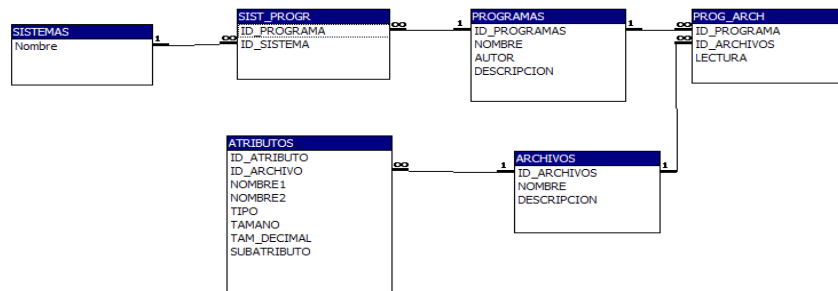 SISTEMAS
Nombre
1
∞
SIST_PROGR
ID_PROGRAMA
ID_SISTEMA
∞
1
PROGRAMAS
ID_PROGRAMAS
NOMBRE
AUTOR
DESCRIPCION
1
∞
∞
PROG_ARCH
ID_PROGRAMA
ID_ARCHIVOS
LECTURA
ATRIBUTOS
ID_ATRIBUTO
ID_ARCHIVO
NOMBRE1
NOMBRE2
TIPO
TAMANO
TAM_DECIMAL
SUBATRIBUTO
∞
1
ARCHIVOS
ID_ARCHIVOS
NOMBRE
DESCRIPCION
1